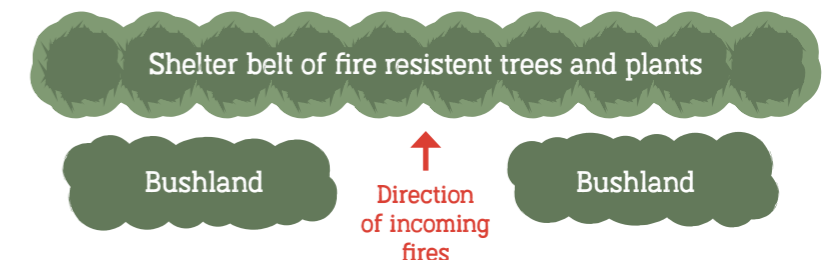 Shelter belt of fire resistent trees and plants
Bushland
Bushland
Direction
of incoming
fires